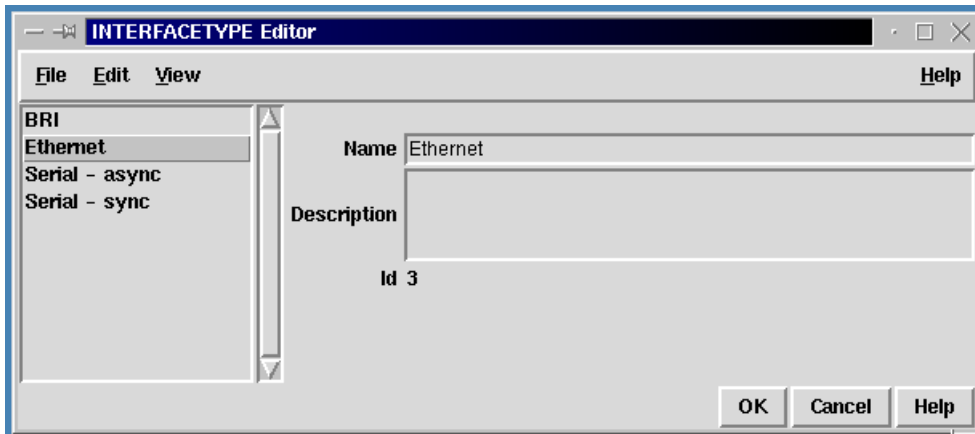 INTERFACETYPE Editor
File Edit View Help
BRI
Ethernet
Serial - async
Serial - sync
Name Ethernet
Description
Id 3
OK Cancel Help